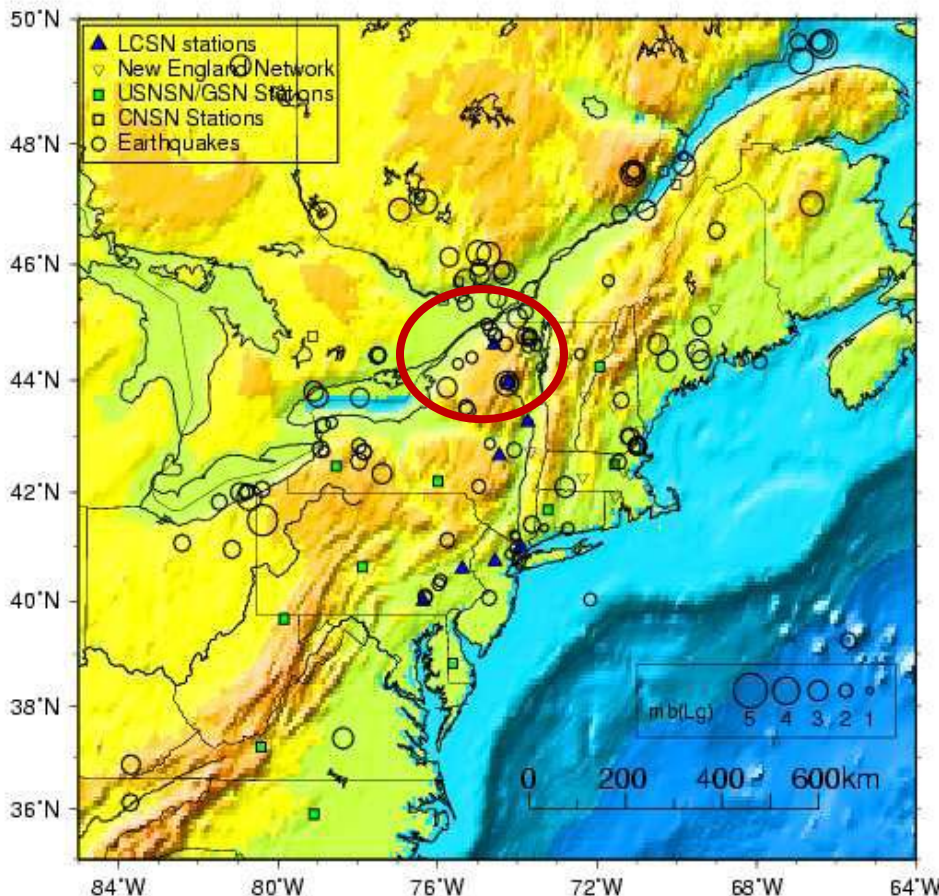 50°N
48°N
46°N
44°N
42°N
40°N
38°N
36°N
LCSN stations
New England Network
USNSN/GSN Stations
CNSN Stations
Earthquakes
mb(Lg)
5 4 3 2 1
0 200 400 600km
84°W 80°W 76°W 72°W 68°W 64°W